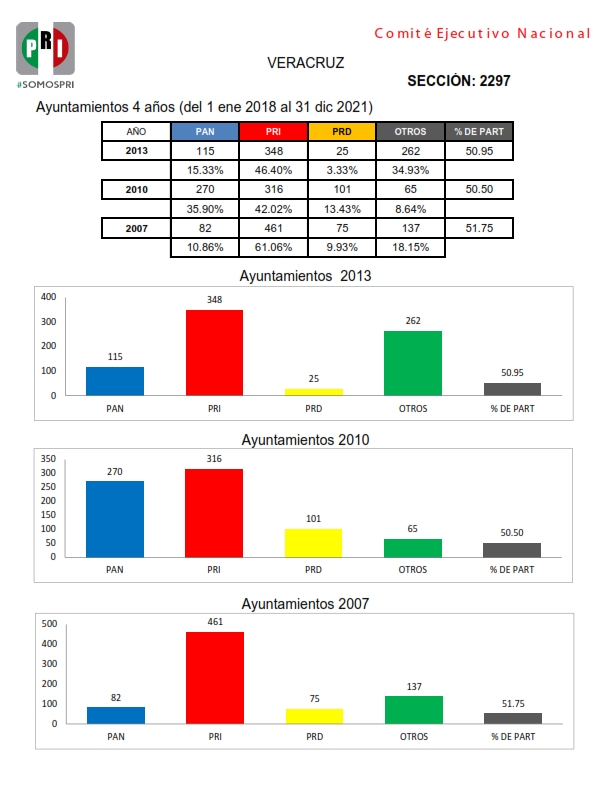 Comité Ejecutivo Nacional
PRI
#SOMOSPRI
VERACRUZ
SECCIÓN: 2297
Ayuntamientos 4 años (del 1 ene 2018 al 31 dic 2021)
AÑO PAN PRI PRD OTROS % DE PART
2013 115 348 25 262 50.95
15.33% 46.40% 3.33% 34.93%
2010 270 316 101 65 50.50
35.90% 42.02% 13.43% 8.64%
2007 82 461 75 137 51.75
10.86% 61.06% 9.93% 18.15%
Ayuntamientos 2013
400
300
200
100
0
115 348 25 262 50.95
PAN PRI PRD OTROS % DE PART
Ayuntamientos 2010
350
300
250
200
150
100
50
0
270 316 101 65 50.50
PAN PRI PRD OTROS % DE PART
Ayuntamientos 2007
500
400
300
200
100
0
82 461 75 137 51.75
PAN PRI PRD OTROS % DE PART